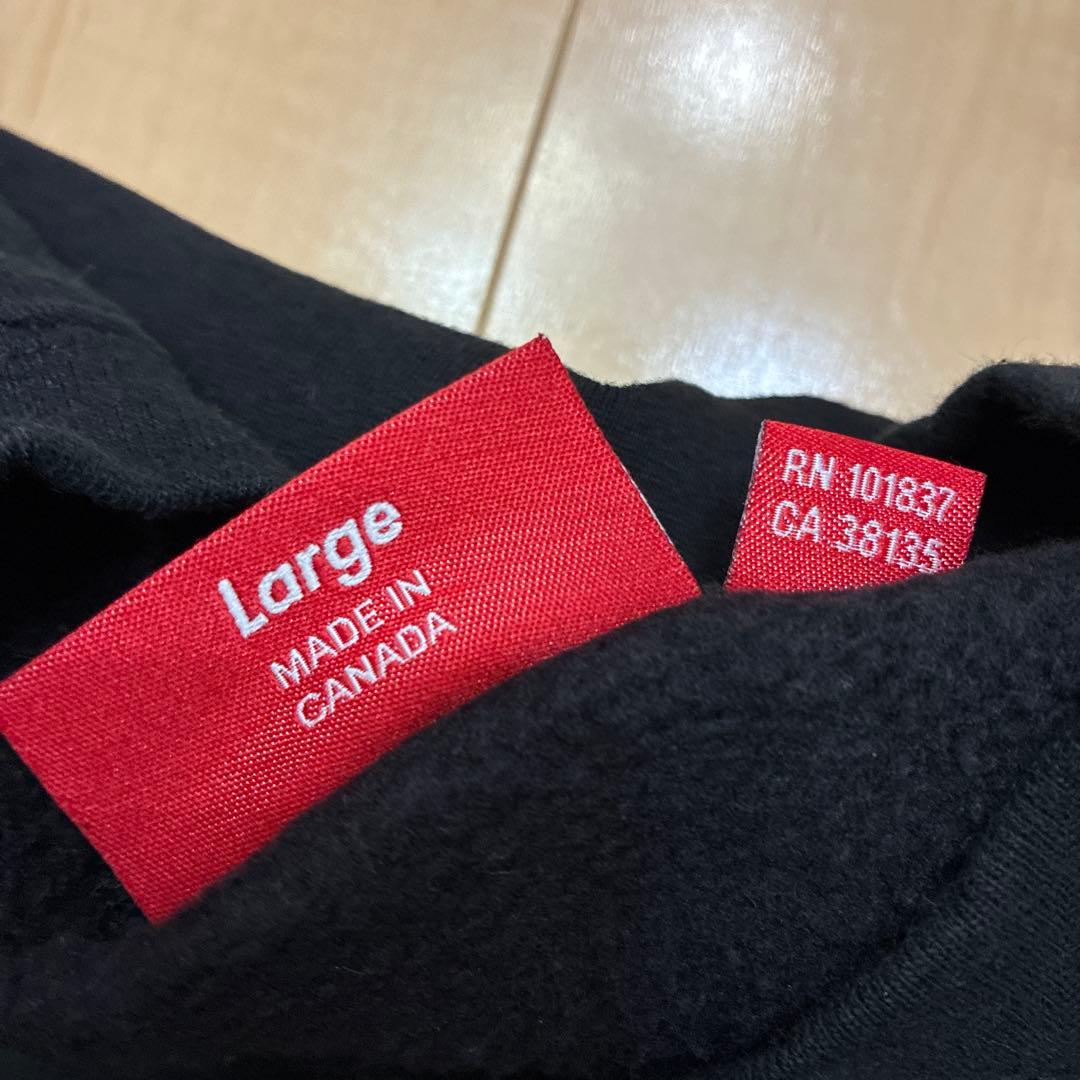 Large
MADE IN
CANADA
RN 101837
CA 38135